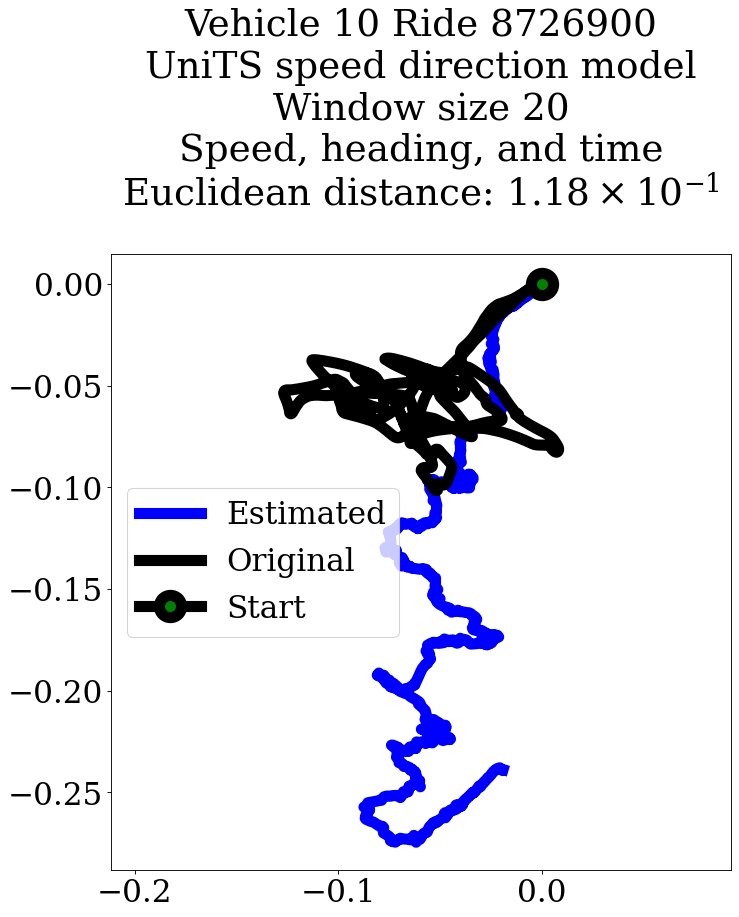 Vehicle 10 Ride 8726900
UniTS speed direction model
Window size 20
Speed, heading, and time
Euclidean distance: 1.18 × 10⁻¹
0.00
−0.05
−0.10
−0.15
−0.20
−0.25
Estimated
Original
Start
−0.2 −0.1 0.0